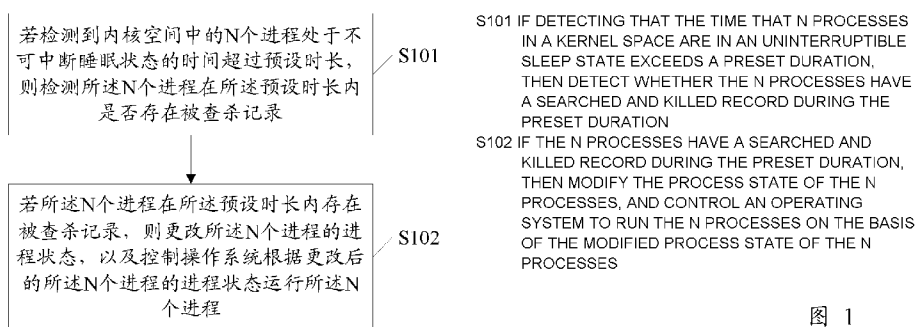 若检测到内核空间中的N个进程处于不
可中断睡眠状态的时间超过预设时长，
则检测所述N个进程在所述预设时长内
是否存在被查杀记录
S101
若所述N个进程在所述预设时长内存在
被查杀记录，则更改所述N个进程的进
程状态，以及控制操作系统根据更改后
的所述N个进程的进程状态运行所述N
个进程
S102
S101 IF DETECTING THAT THE TIME THAT N PROCESSES
IN A KERNEL SPACE ARE IN AN UNINTERRUPTIBLE
SLEEP STATE EXCEEDS A PRESET DURATION,
THEN DETECT WHETHER THE N PROCESSES HAVE
A SEARCHED AND KILLED RECORD DURING THE
PRESET DURATION
S102 IF THE N PROCESSES HAVE A SEARCHED AND
KILLED RECORD DURING THE PRESET DURATION,
THEN MODIFY THE PROCESS STATE OF THE N
PROCESSES, AND CONTROL AN OPERATING
SYSTEM TO RUN THE N PROCESSES ON THE BASIS
OF THE MODIFIED PROCESS STATE OF THE N
PROCESSES
图 1